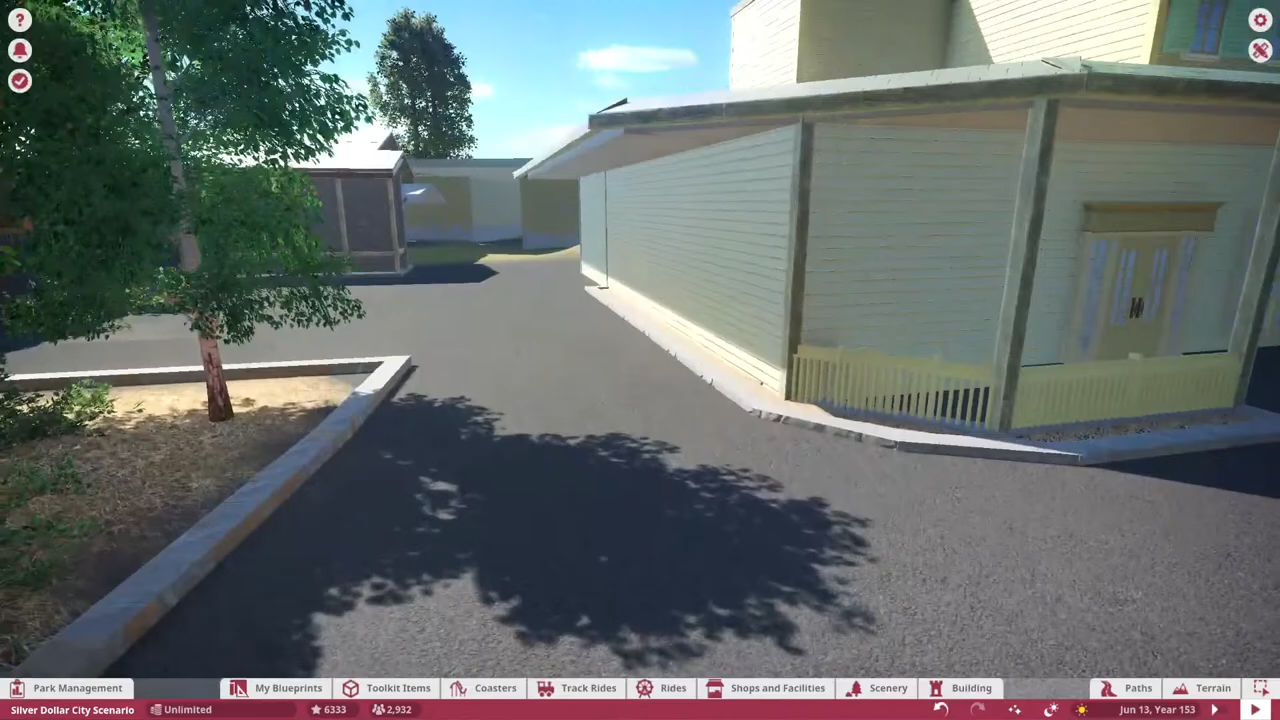 ?
Park Management
My Blueprints
Toolkit Items
Coasters
Track Rides
Rides
Shops and Facilities
Scenery
Building
Paths
Terrain
Silver Dollar City Scenario
Unlimited
6333
2,932
Jun 13, Year 153